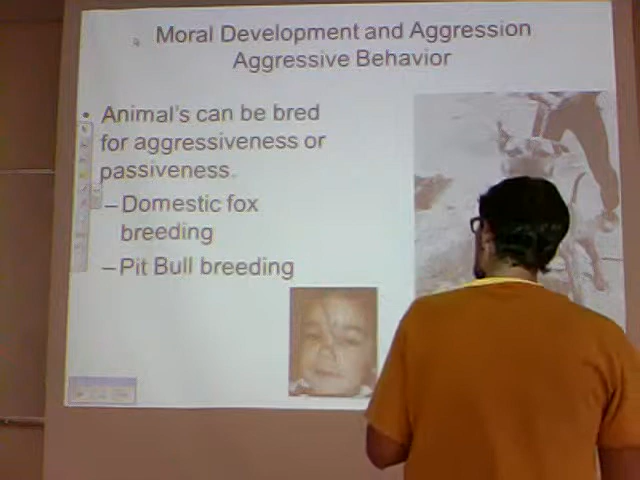 Moral Development and Aggression
Aggressive Behavior
• Animal's can be bred
for aggressiveness or
passiveness.
–Domestic fox
breeding
–Pit Bull breeding